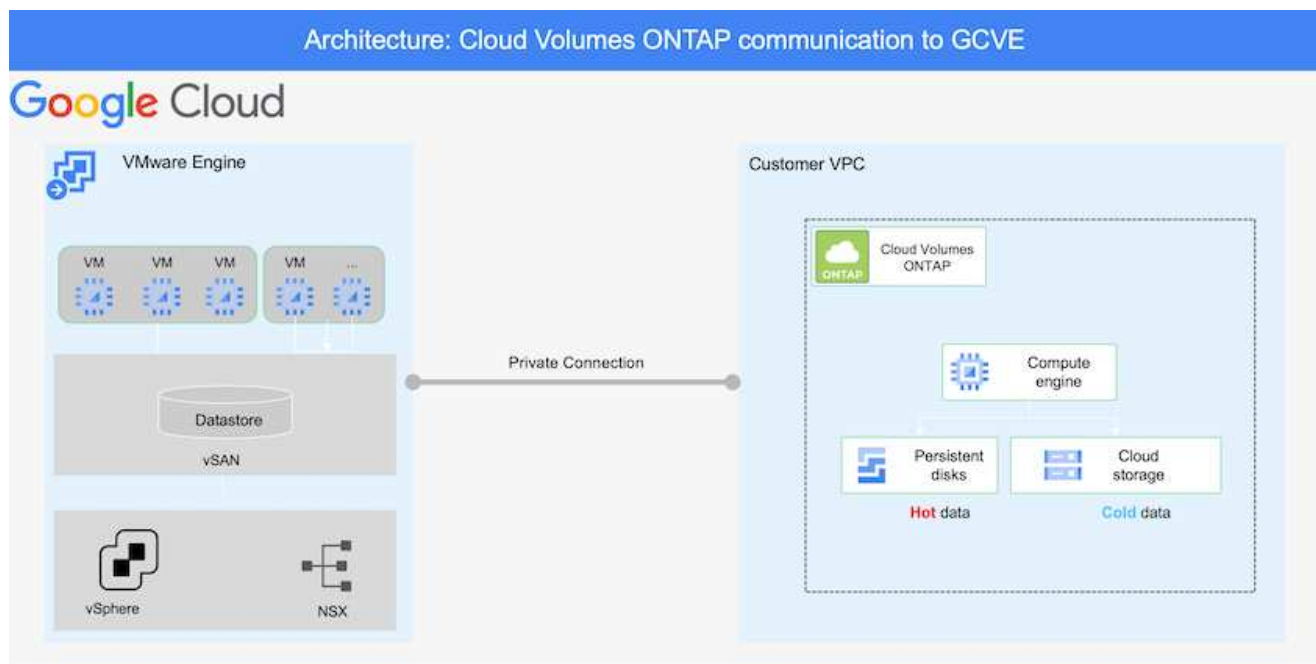 Architecture: Cloud Volumes ONTAP communication to GCVE
Google Cloud
VMware Engine
VM
VM
VM
VM
...
Datastore
vSAN
vSphere
NSX
Private Connection
Customer VPC
ONTAP
Cloud Volumes
ONTAP
Compute
engine
Persistent
disks
Hot data
Cloud
storage
Cold data